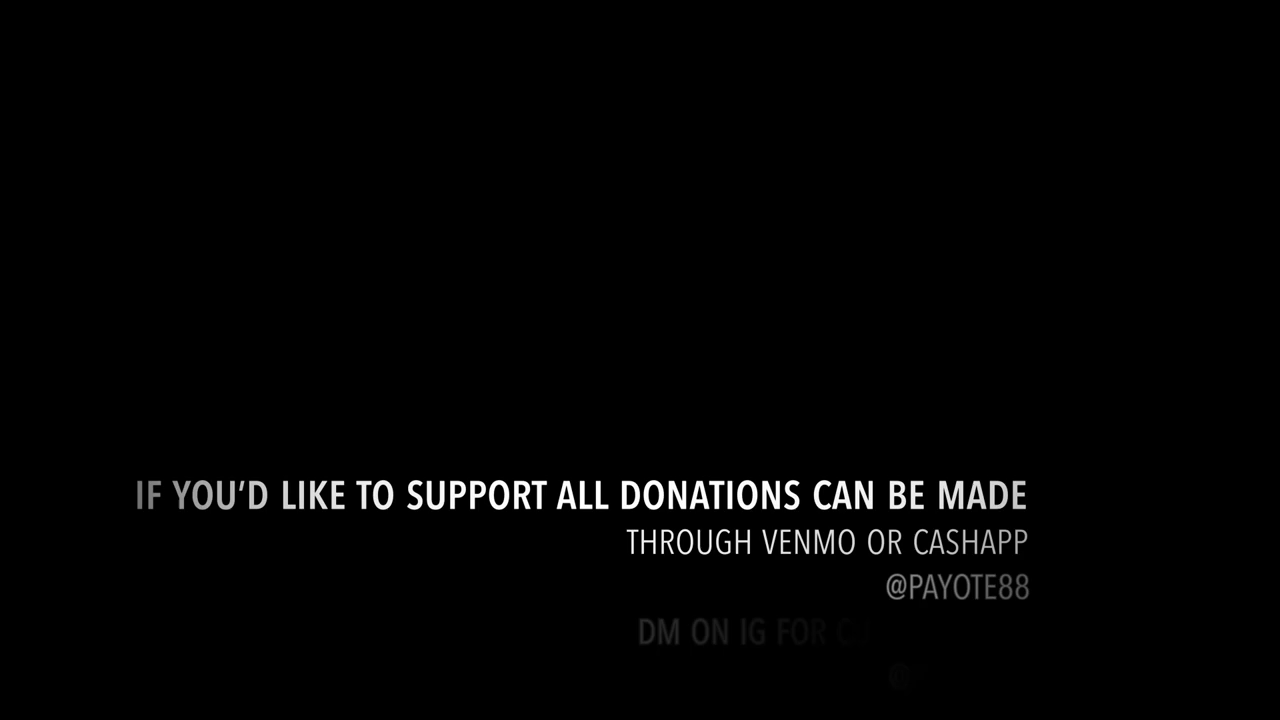 IF YOU’D LIKE TO SUPPORT ALL DONATIONS CAN BE MADE
THROUGH VENMO OR CASHAPP
@PAYOTE88
DM ON IG FOR